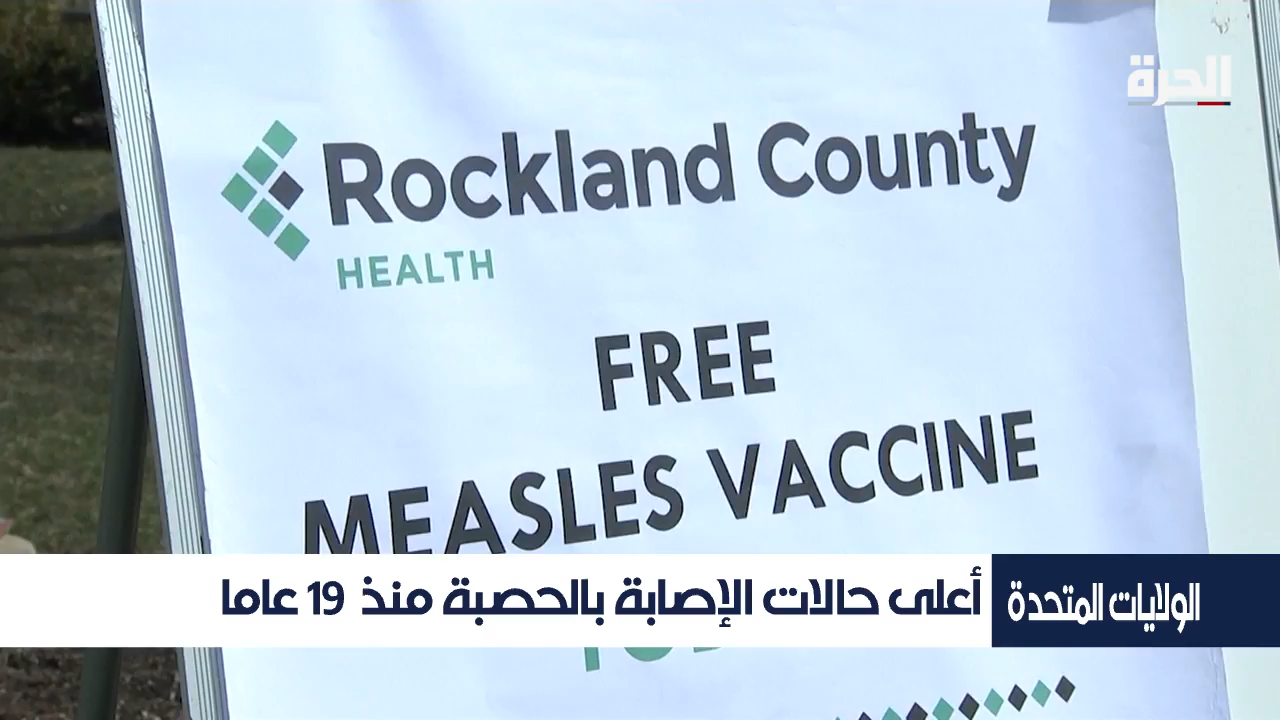 الحرة
Rockland County
HEALTH
FREE
MEASLES VACCINE
الولايات المتحدة
أعلى حالات الإصابة بالحصبة منذ 19 عاما